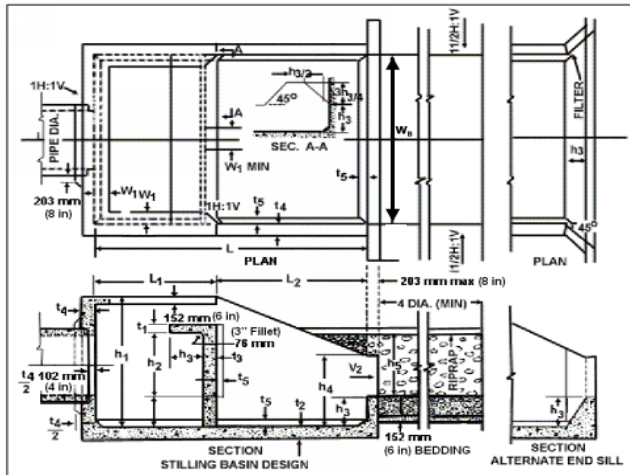 A
h3/2
1 1/2H:1V
1H:1V
A
3h3/4
45°
h3
FILTER
PIPE DIA.
SEC. A-A
WB
h3
W1 MIN
W1
W1
203 mm
(8 in)
1H:1V
t5
t4
t5
45°
L
1 1/2H:1V
PLAN
PLAN
L1
L2
203 mm max (8 in)
4 DIA. (MIN)
t4
152 mm (6 in)
(3" Fillet)
76 mm
t1
h1
h2
h3
t3
h4
V2
h5
RIPRAP
t4/2
102 mm
(4 in)
t5
t5
t2
h3
h3
t4/2
152 mm
(6 in) BEDDING
SECTION
STILLING BASIN DESIGN
SECTION
ALTERNATE END SILL